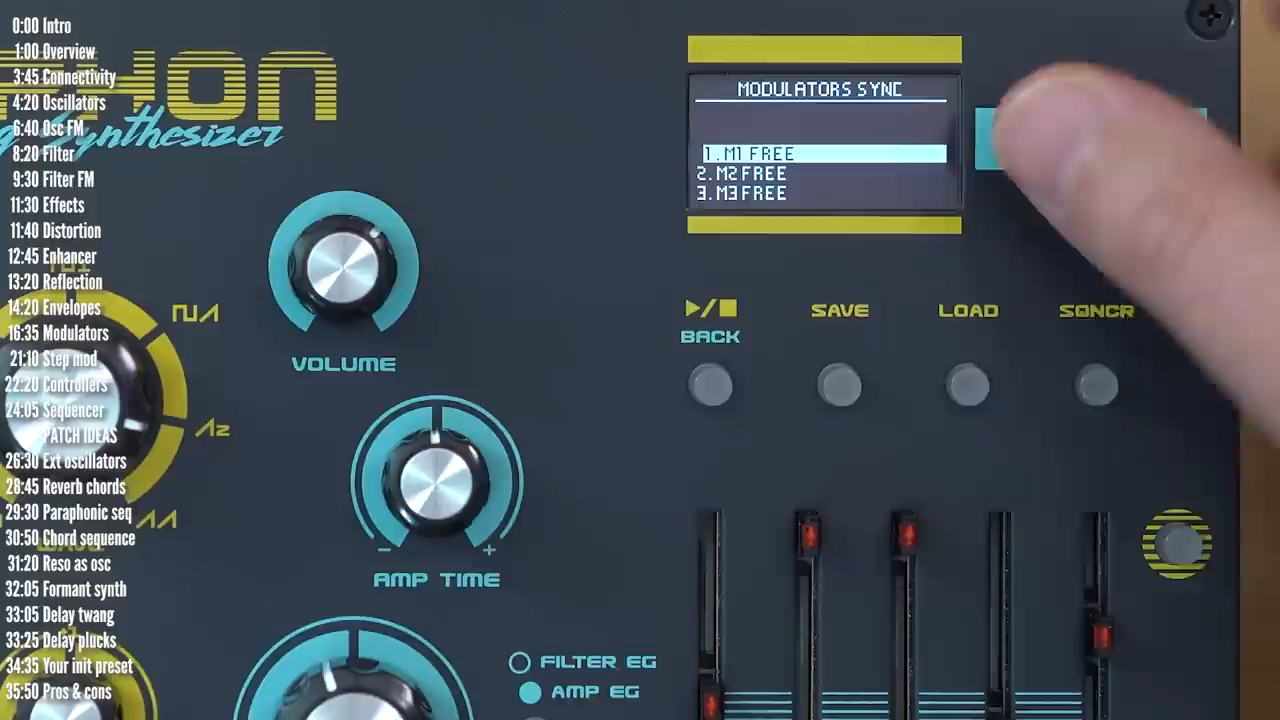 0:00 Intro
1:00 Overview
3:45 Connectivity
4:20 Oscillators
6:40 Osc FM
8:20 Filter
9:30 Filter FM
11:30 Effects
11:40 Distortion
12:45 Enhancer
13:20 Reflection
14:20 Envelopes
16:35 Modulators
21:10 Step mod
22:20 Controllers
24:05 Sequencer
PATCH IDEAS
26:30 Ext oscillators
28:45 Reverb chords
29:30 Paraphonic seq
30:50 Chord sequence
31:20 Reso as osc
32:05 Formant synth
33:05 Delay twang
33:25 Delay plucks
34:35 Your init preset
35:50 Pros & cons
HON
Synthesizer
VOLUME
- +
AMP TIME
FILTER EG
AMP EG
MODULATORS SYNC
1.M1 FREE
2.M2 FREE
3.M3 FREE
BACK
SAVE
LOAD